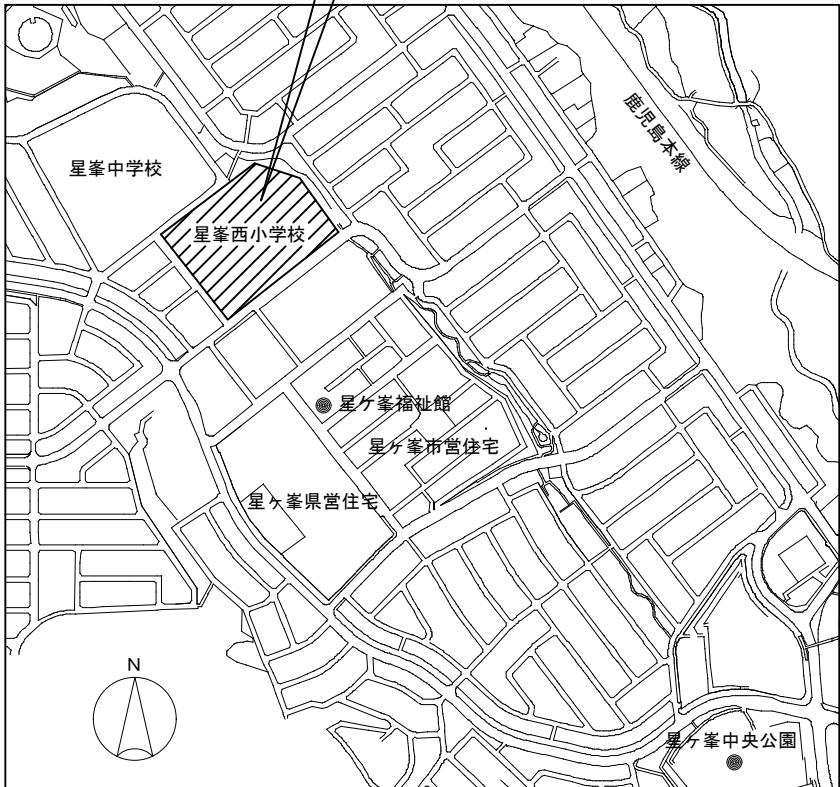 鹿児島本線
星峯中学校
星峯西小学校
星ケ峯福祉館
星ヶ峯市営住宅
星ヶ峯県営住宅
N
星ヶ峯中央公園